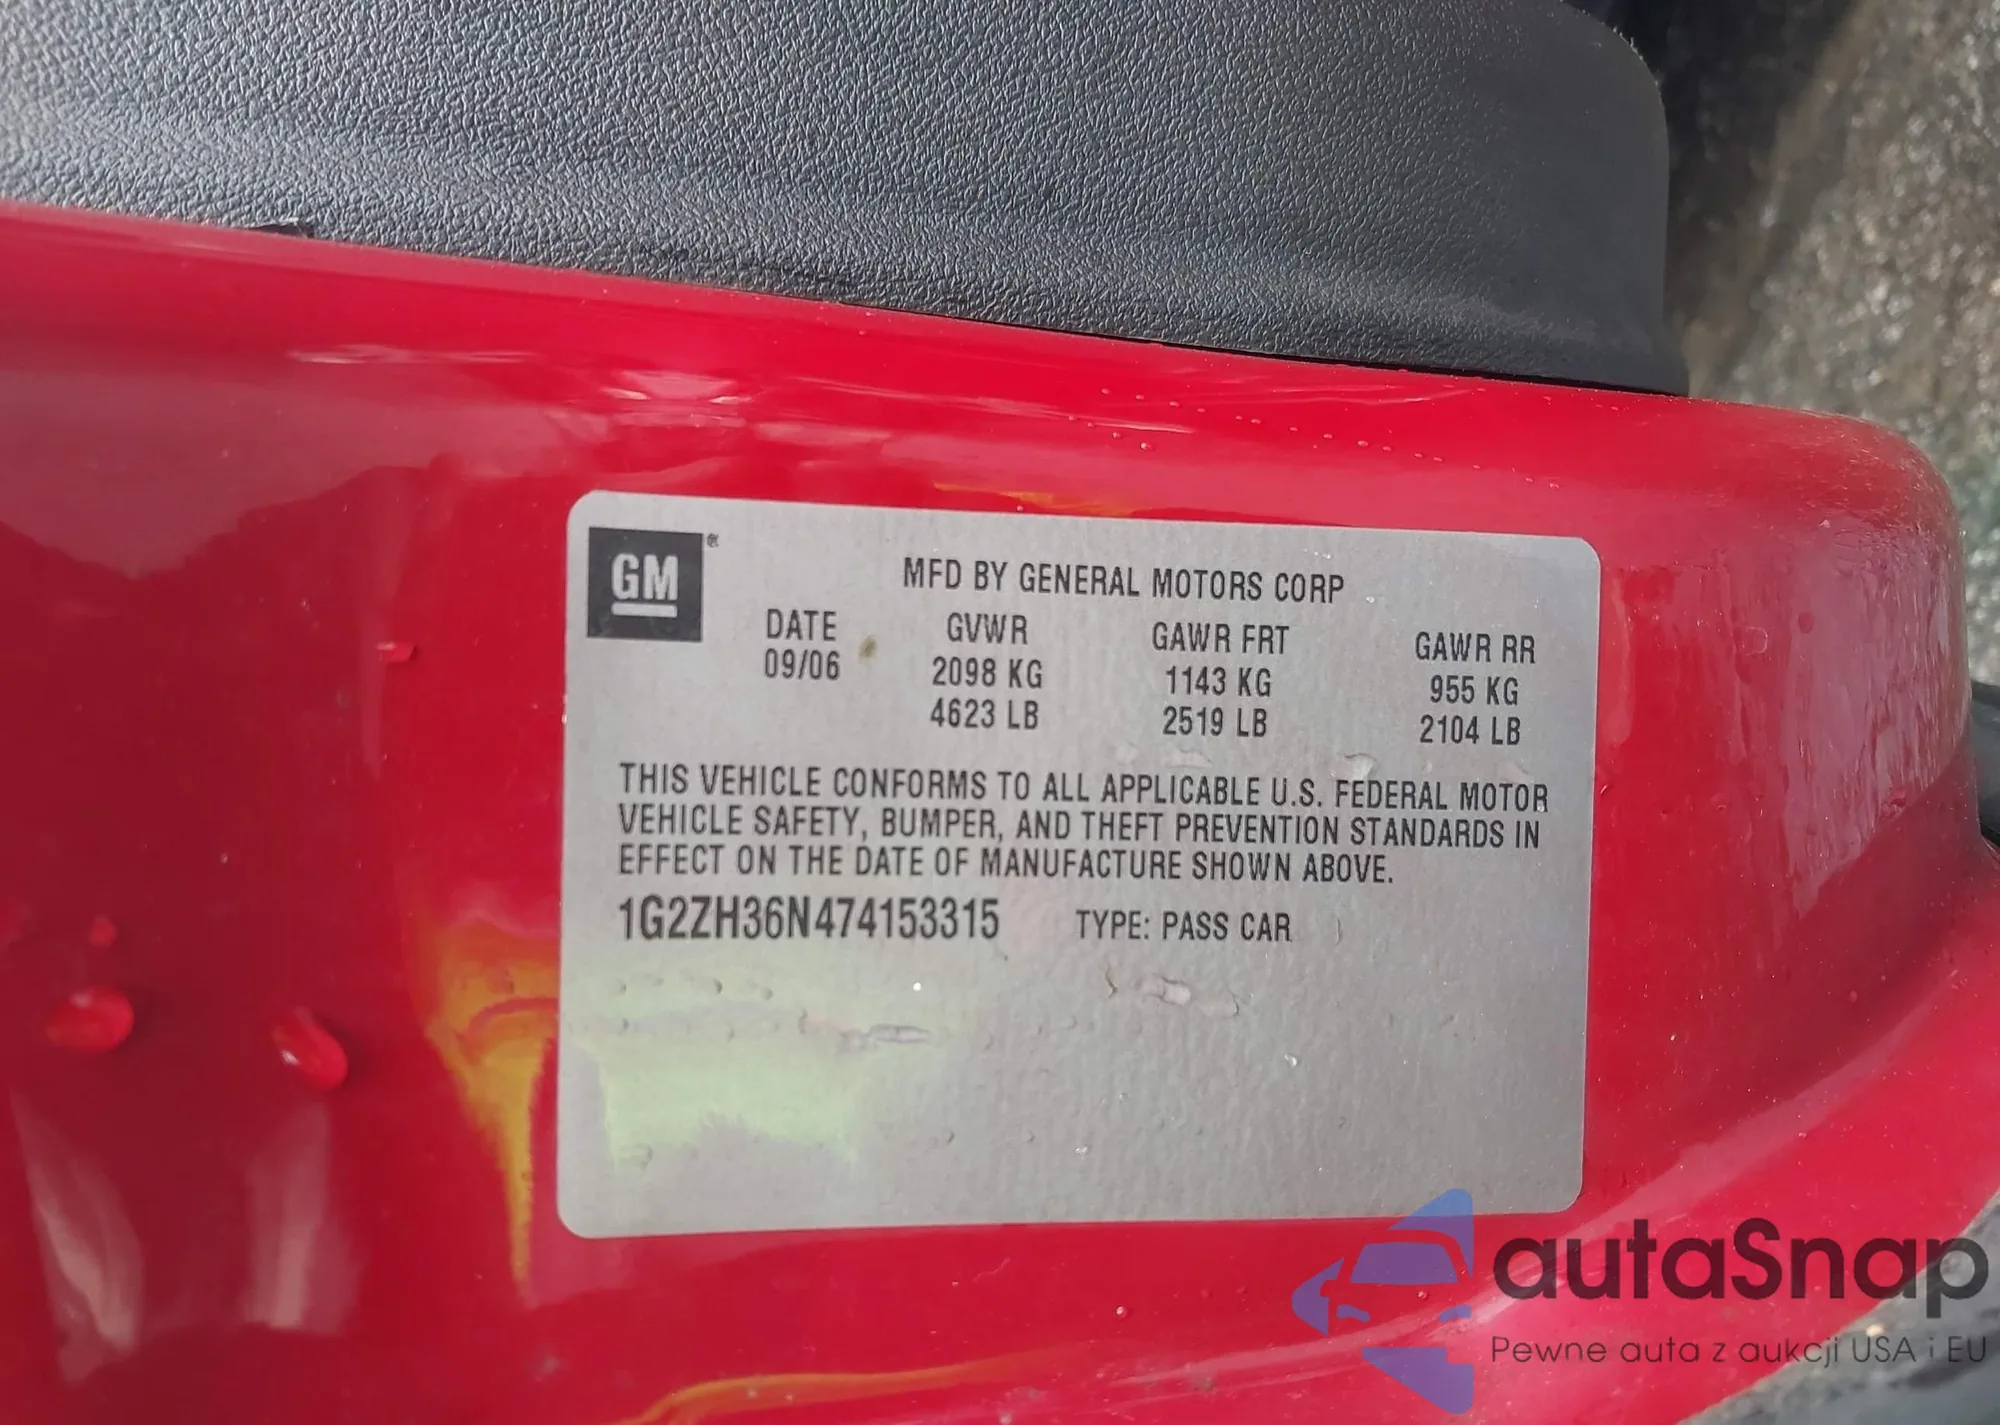 GM®
MFD BY GENERAL MOTORS CORP
DATE GVWR GAWR FRT GAWR RR
09/06 2098 KG 1143 KG 955 KG
4623 LB 2519 LB 2104 LB
THIS VEHICLE CONFORMS TO ALL APPLICABLE U.S. FEDERAL MOTOR
VEHICLE SAFETY, BUMPER, AND THEFT PREVENTION STANDARDS IN
EFFECT ON THE DATE OF MANUFACTURE SHOWN ABOVE.
1G2ZH36N474153315 TYPE: PASS CAR
autaSnap
Pewne auta z aukcji USA i EU